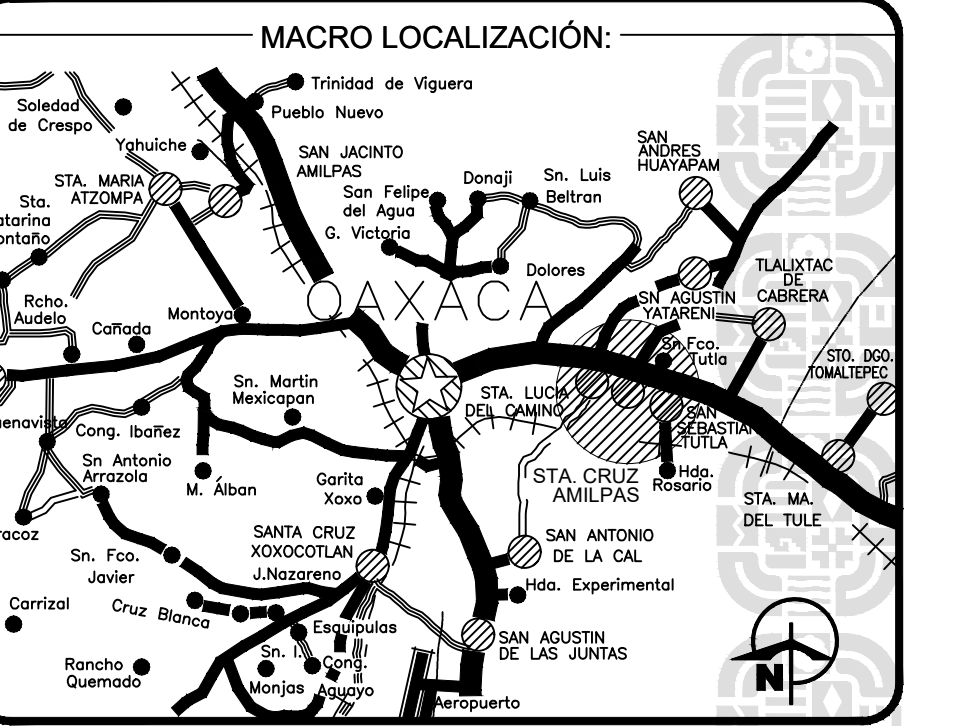 MACRO LOCALIZACIÓN:
Trinidad de Viguera
Soledad
de Crespo
Pueblo Nuevo
Yahuiche
SAN JACINTO
AMILPAS
SAN
ANDRES
HUAYAPAM
STA. MARIA
ATZOMPA
San Felipe
del Agua
Donaji
Sn. Luis
Beltran
Sta.
atarina
ontaño
G. Victoria
Dolores
TLALIXTAC
DE
CABRERA
OAXACA
Rcho.
Audelo
Montoya
SN AGUSTIN
YATARENI
Cañada
Sn Fco.
Tutla
STO. DGO.
TOMALTEPEC
Sn. Martin
Mexicapan
STA. LUCIA
DEL CAMINO
uenavista
Cong. Ibañez
SAN
SEBASTIAN
TUTLA
Sn Antonio
Arrazola
M. Álban
Garita
Xoxo
STA. CRUZ
AMILPAS
Hda.
Rosario
STA. MA.
DEL TULE
racoz
SANTA CRUZ
XOXOCOTLAN
SAN ANTONIO
DE LA CAL
Sn. Fco.
Javier
J.Nazareno
Hda. Experimental
Carrizal
Cruz Blanca
Esquipulas
SAN AGUSTIN
DE LAS JUNTAS
Sn. I.
Cong.
Aguayo
Rancho
Quemado
Monjas
Aeropuerto
N